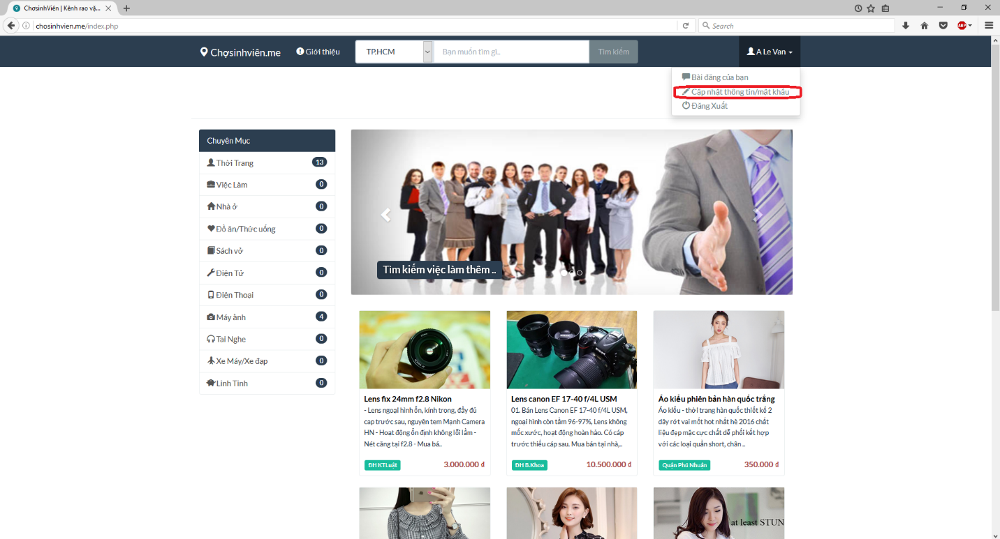 ChợsinhViên | Kênh rao vặ...
chosinhvien.me/index.php
Search
ABP
Chợsinhviên.me
Giới thiệu
TP.HCM
Bạn muốn tìm gì..
Tìm kiếm
A Le Van
Bài đăng của bạn
Cập nhật thông tin/mật khẩu
Đăng Xuất
Chuyên Mục
Thời Trang 13
Việc Làm 0
Nhà ở 0
Đồ ăn/Thức uống 0
Sách vở 0
Điện Tử 0
Điện Thoại 0
Máy ảnh 4
Tai Nghe 0
Xe Máy/Xe đạp 0
Linh Tinh 0
Tìm kiếm việc làm thêm ..
Lens fix 24mm f2.8 Nikon
- Lens ngoại hình ổn, kính trong, đầy đủ
cap trước sau, nguyên tem Mạnh Camera
HN - Hoạt động ổn định không lỗi lầm -
Nét căng tại f2.8 - Mua bá..
ĐH KTLuật
3.000.000 đ
Lens canon EF 17-40 f/4L USM
01. Bán Lens Canon EF 17-40 f/4L USM,
ngoại hình còn tầm 96-97%, Lens không
mốc xước, hoạt động hoàn hảo. Có cáp
trước thiếu cáp sau. Mua bán tại nhà,..
ĐH B.Khoa
10.500.000 đ
Áo kiểu phiên bản hàn quốc trắng
Áo kiểu - thời trang hàn quốc thiết kế 2
dây rớt vai mốt hot nhất hè 2016 chất
liệu đẹp mặc cực chất dễ phối kết hợp
với các loại quần short, chân ..
Quận Phú Nhuận
350.000 đ
at least STUN